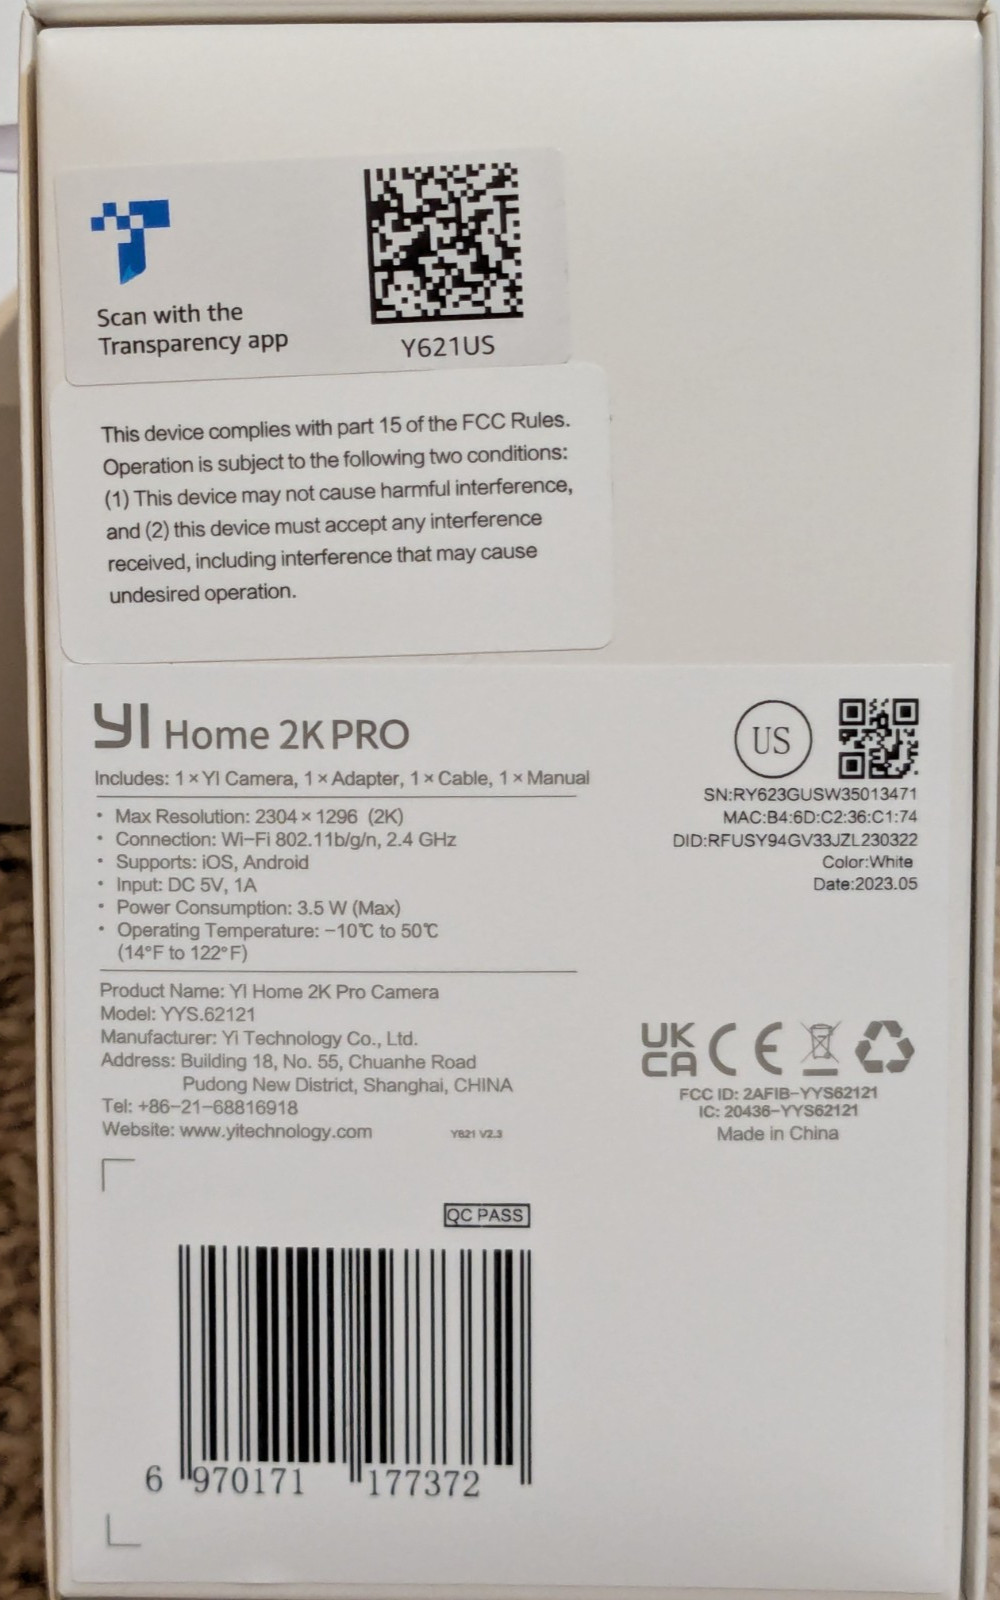 Scan with the
Transparency app
Y621US
This device complies with part 15 of the FCC Rules.
Operation is subject to the following two conditions:
(1) This device may not cause harmful interference,
and (2) this device must accept any interference
received, including interference that may cause
undesired operation.
YI Home 2K PRO
Includes: 1 × YI Camera, 1 × Adapter, 1 × Cable, 1 × Manual
• Max Resolution: 2304 × 1296 (2K)
• Connection: Wi-Fi 802.11b/g/n, 2.4 GHz
• Supports: iOS, Android
• Input: DC 5V, 1A
• Power Consumption: 3.5 W (Max)
• Operating Temperature: -10℃ to 50℃
(14°F to 122°F)
US
SN:RY623GUSW35013471
MAC:B4:6D:C2:36:C1:74
DID:RFUSY94GV33JZL230322
Color:White
Date:2023.05
Product Name: YI Home 2K Pro Camera
Model: YYS.62121
Manufacturer: Yi Technology Co., Ltd.
Address: Building 18, No. 55, Chuanhe Road
Pudong New District, Shanghai, CHINA
Tel: +86-21-68816918
Website: www.yitechnology.com
Y621 V2.3
UK
CA CE
FCC ID: 2AFIB-YYS62121
IC: 20436-YYS62121
Made in China
QC PASS
6 970171 177372